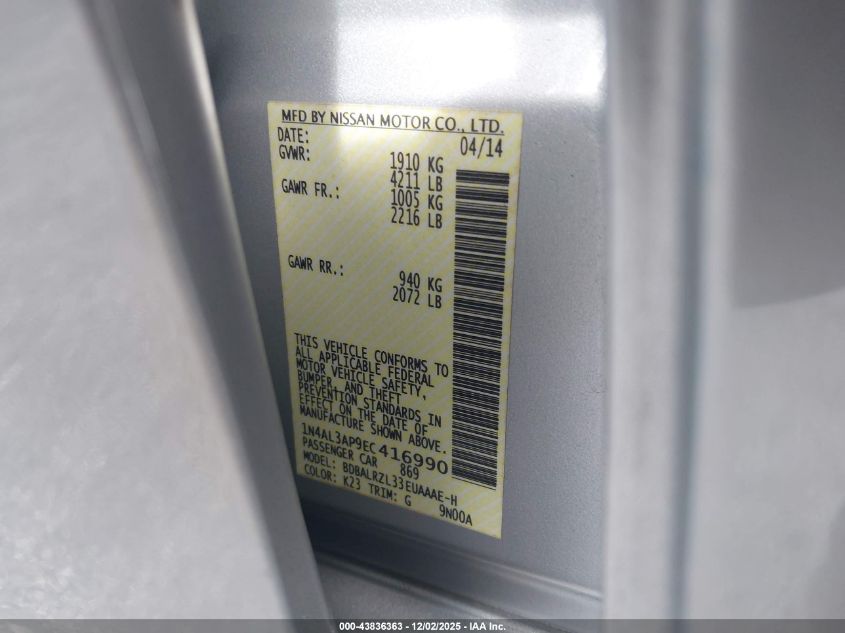 MFD BY NISSAN MOTOR CO., LTD.
DATE: 04/14
GVWR: 1910 KG
4211 LB
GAWR FR.: 1005 KG
2216 LB
GAWR RR.: 940 KG
2072 LB
THIS VEHICLE CONFORMS TO
ALL APPLICABLE FEDERAL
MOTOR VEHICLE SAFETY,
BUMPER, AND THEFT
PREVENTION STANDARDS IN
EFFECT ON THE DATE OF
MANUFACTURE SHOWN ABOVE.
1N4AL3AP9EC416990
PASSENGER CAR 869
MODEL: BDBALRZL33EUAAAE-H
COLOR: K23 TRIM: G 9N00A
000-43836363 - 12/02/2025 - IAA Inc.